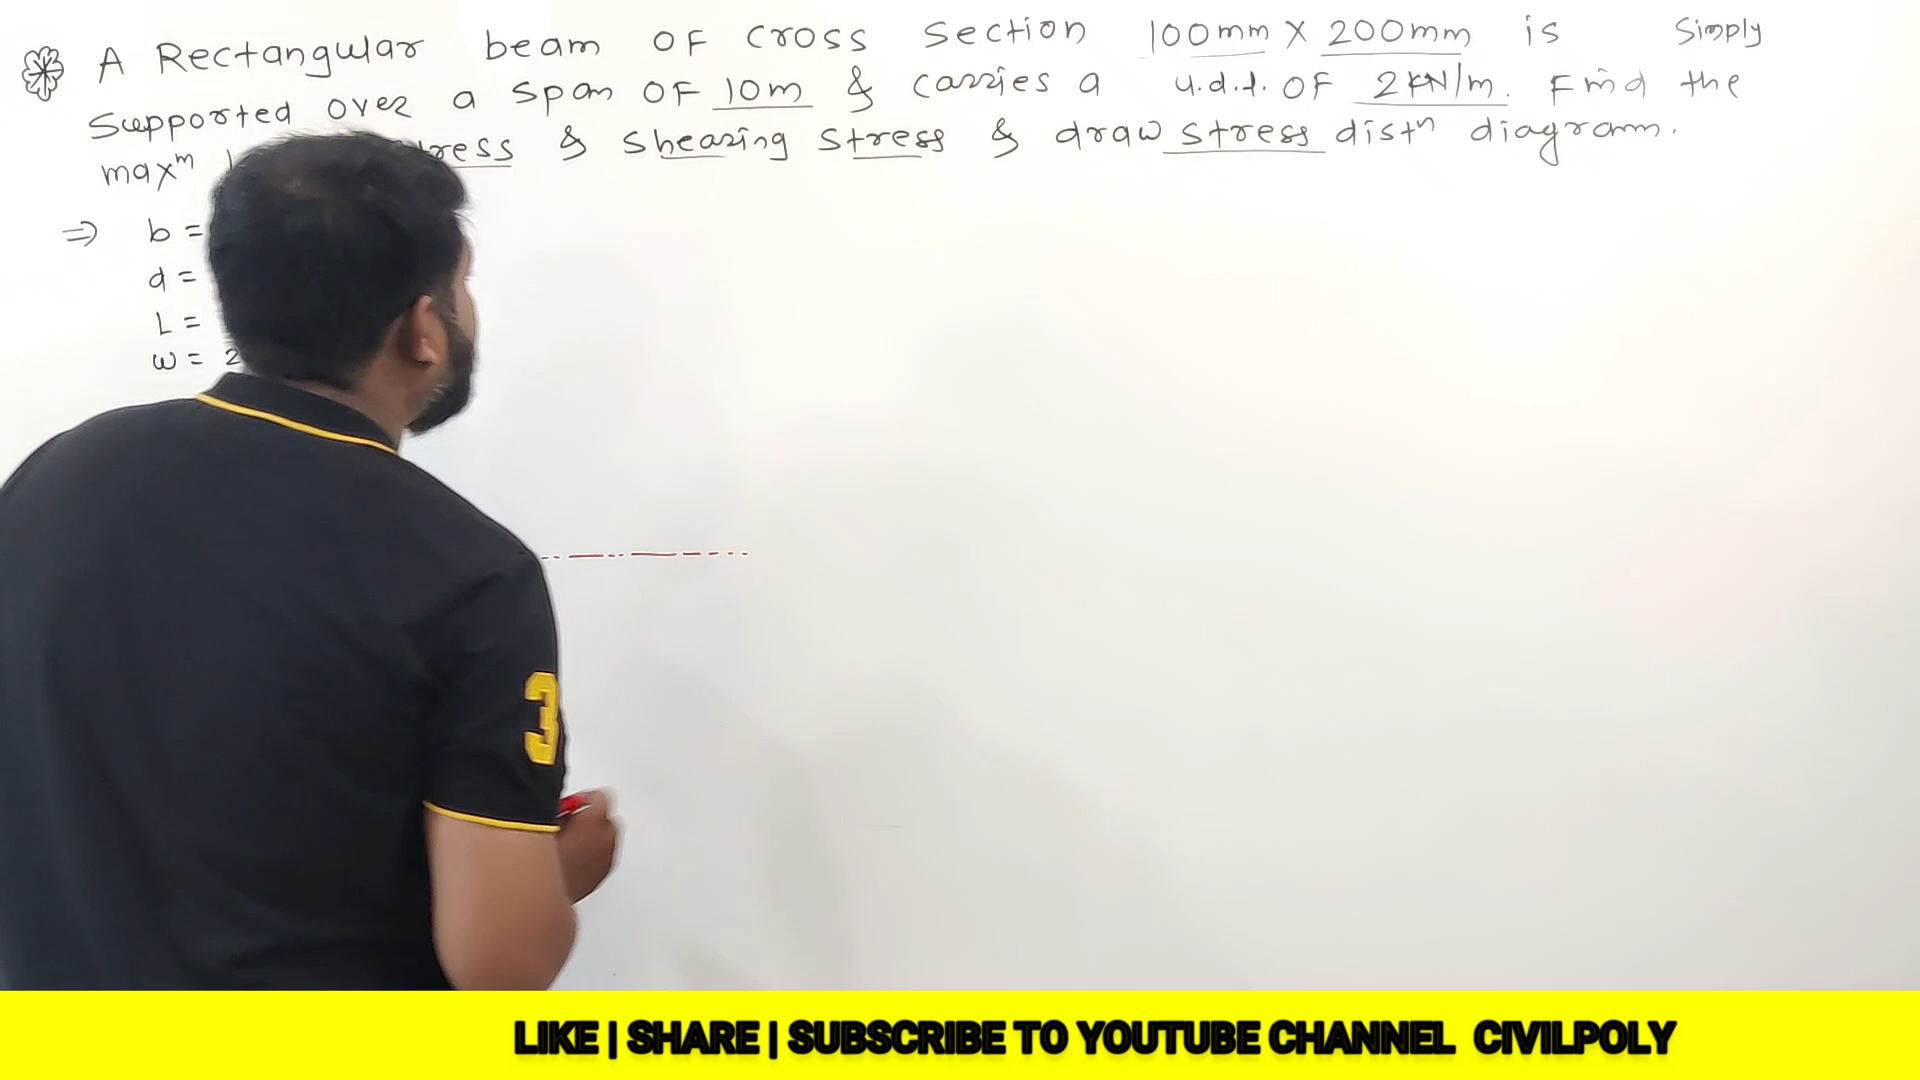 A Rectangular beam OF cross section 100mm X 200mm is Simply
Supported over a span OF 10m & carries a u.d.l. OF 2KN/m. Find the
maxᵐ & shearing stress & draw stress distⁿ diagram.
⇒ b =
d =
L =
w = 2
3
LIKE | SHARE | SUBSCRIBE TO YOUTUBE CHANNEL CIVILPOLY